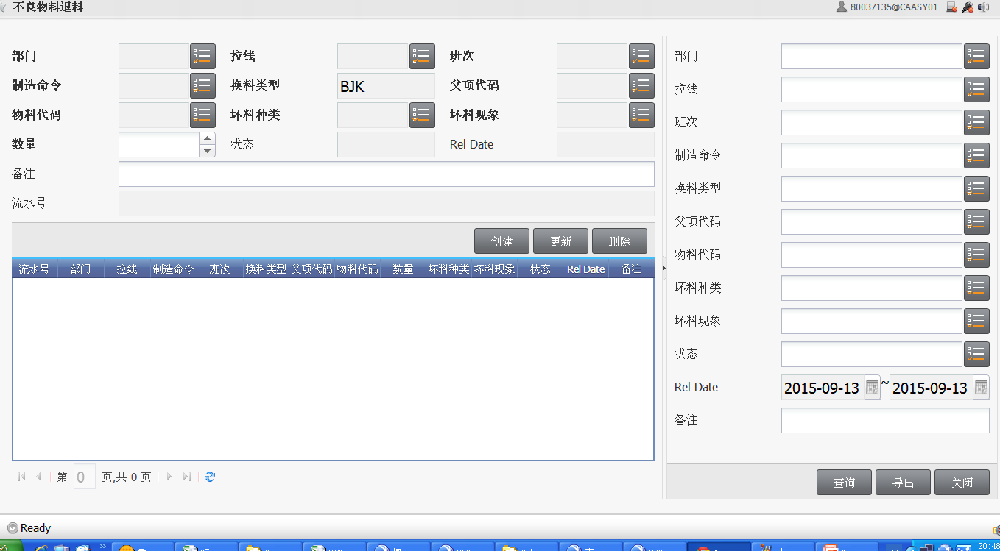 不良物料退料
80037135@CAASY01
部门 拉线 班次
制造命令 换料类型 BJK 父项代码
物料代码 坏料种类 坏料现象
数量 状态 Rel Date
备注
流水号
创建 更新 删除
流水号 部门 拉线 制造命令 班次 换料类型 父项代码 物料代码 数量 坏料种类 坏料现象 状态 Rel Date 备注
第 0 页,共 0 页
部门
拉线
班次
制造命令
换料类型
父项代码
物料代码
坏料种类
坏料现象
状态
Rel Date 2015-09-13 ~ 2015-09-13
备注
查询 导出 关闭
Ready
20:48